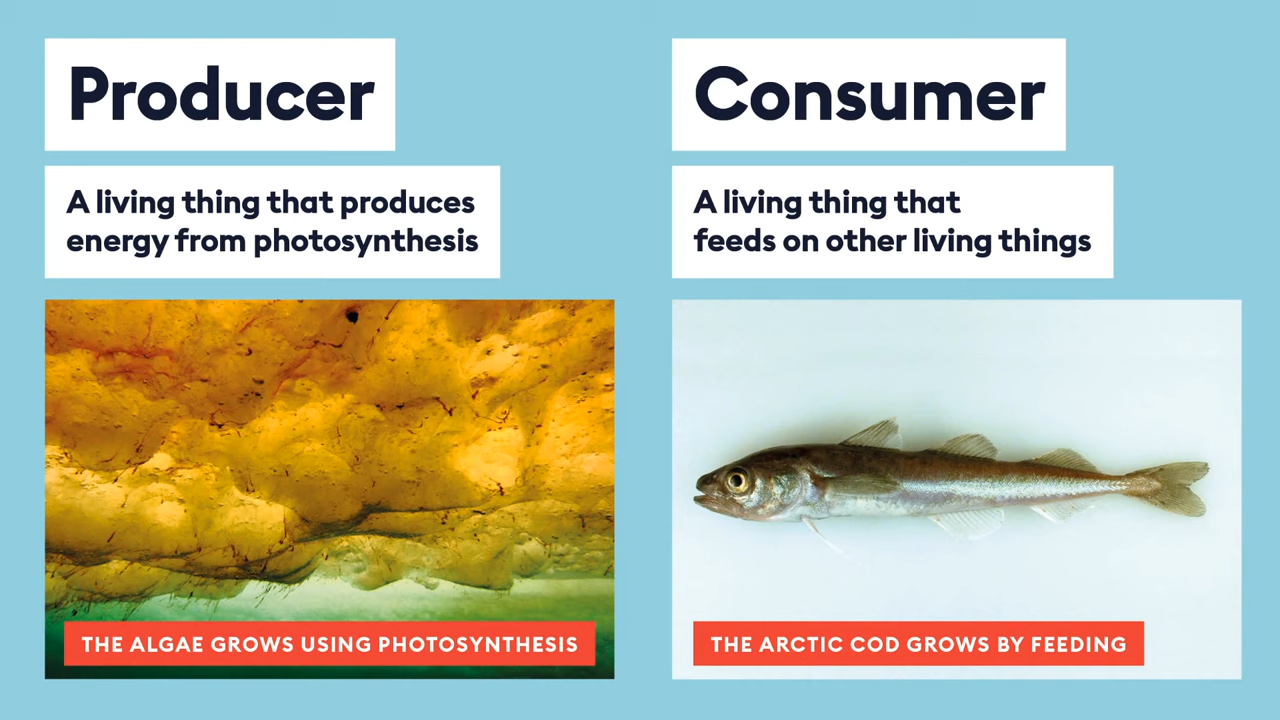 Producer
A living thing that produces
energy from photosynthesis
THE ALGAE GROWS USING PHOTOSYNTHESIS
Consumer
A living thing that
feeds on other living things
THE ARCTIC COD GROWS BY FEEDING